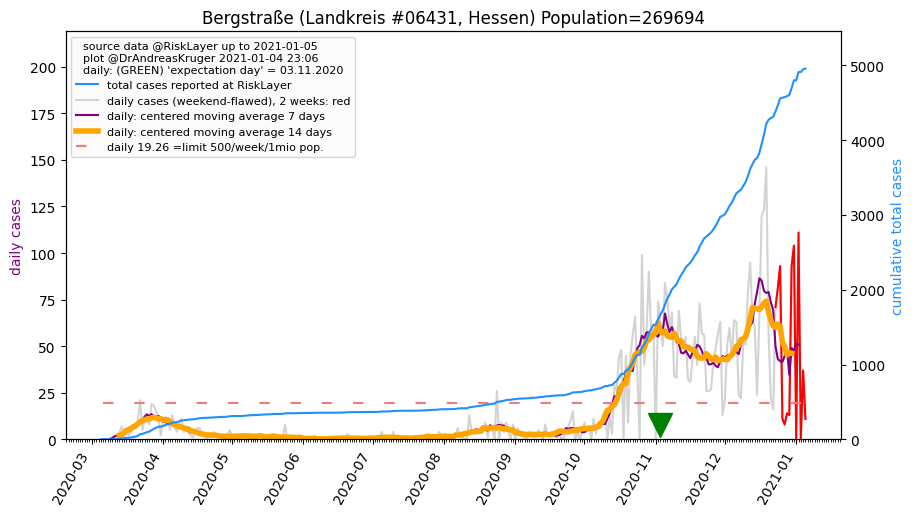 Bergstraße (Landkreis #06431, Hessen) Population=269694
source data @RiskLayer up to 2021-01-05
plot @DrAndreasKruger 2021-01-04 23:06
daily: (GREEN) 'expectation day' = 03.11.2020
total cases reported at RiskLayer
daily cases (weekend-flawed), 2 weeks: red
daily: centered moving average 7 days
daily: centered moving average 14 days
daily 19.26 =limit 500/week/1mio pop.
daily cases
200
175
150
125
100
75
50
25
0
5000
4000
3000
2000
1000
0
cumulative total cases
2020-03
2020-04
2020-05
2020-06
2020-07
2020-08
2020-09
2020-10
2020-11
2020-12
2021-01